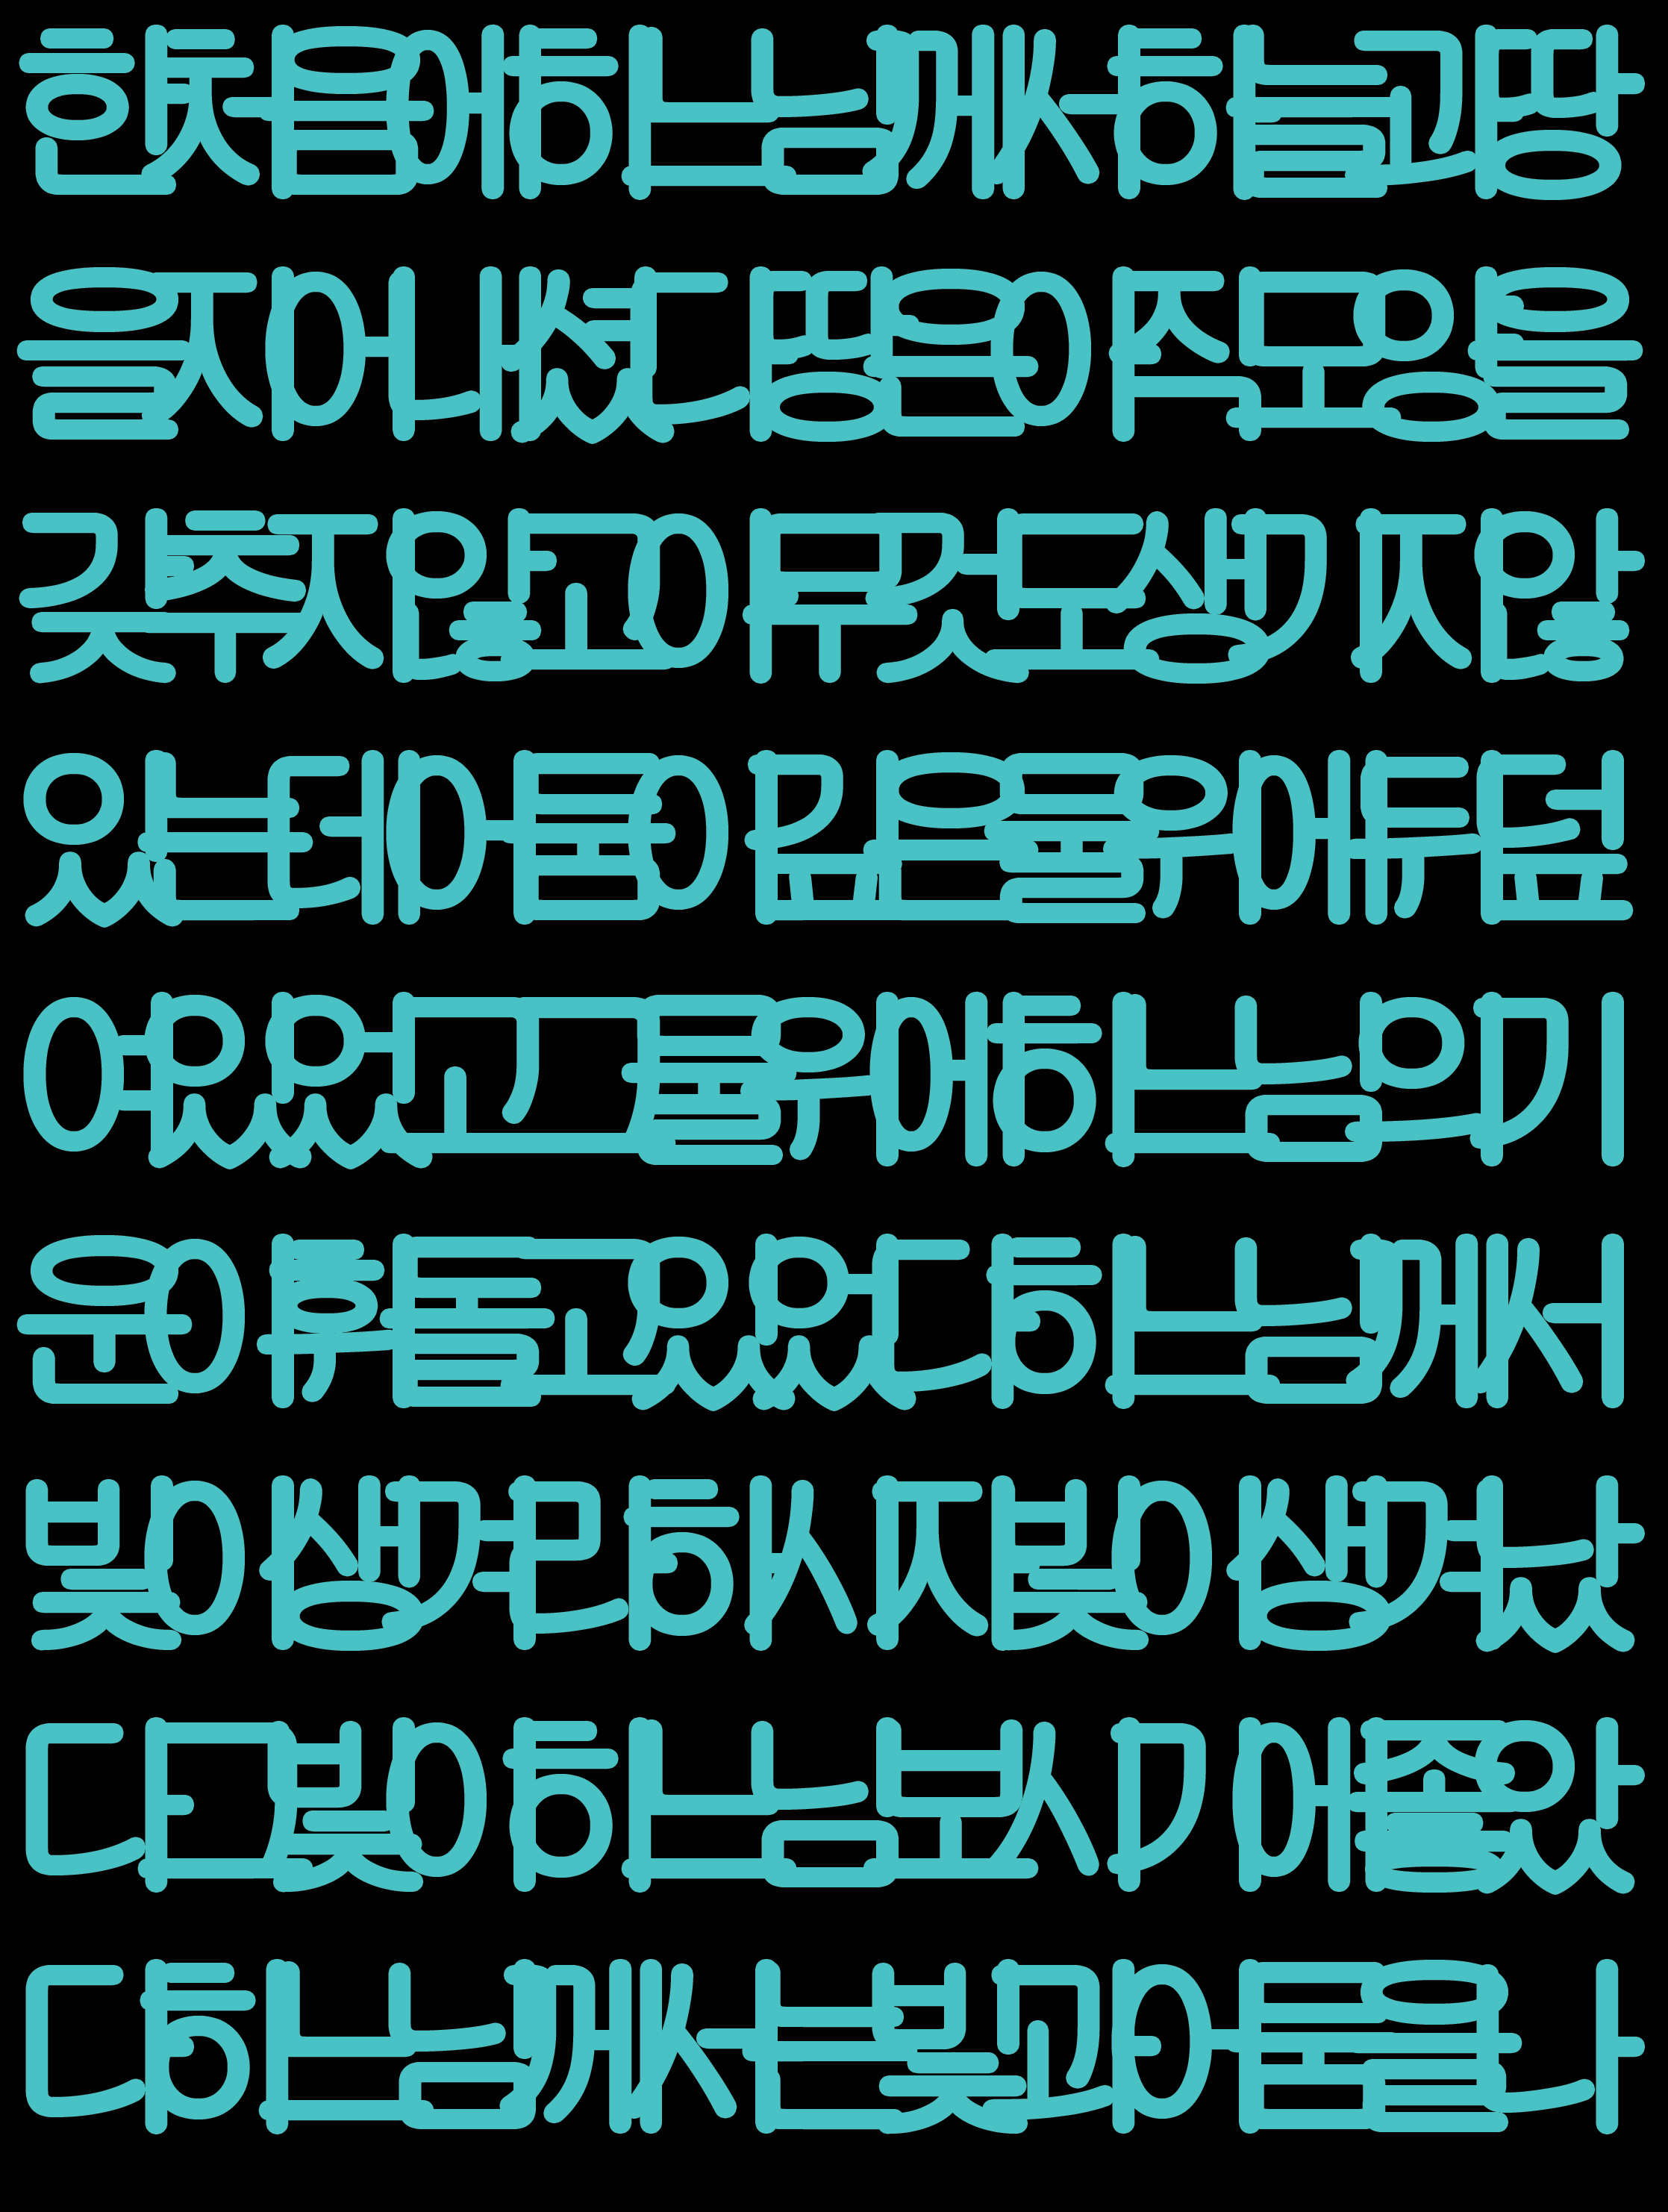 한처음에하느님께서하늘과땅
을지어내셨다땅은아직모양을
갖추지않고아무것도생기지않
았는데어둠이깊은물위에뒤덮
여있었고그물위에하느님의기
운이휘돌고있었다하느님께서
빛이생겨라하시자빛이생겨났
다그빛이하느님보시기에좋았
다하느님께서는빛과어둠을나